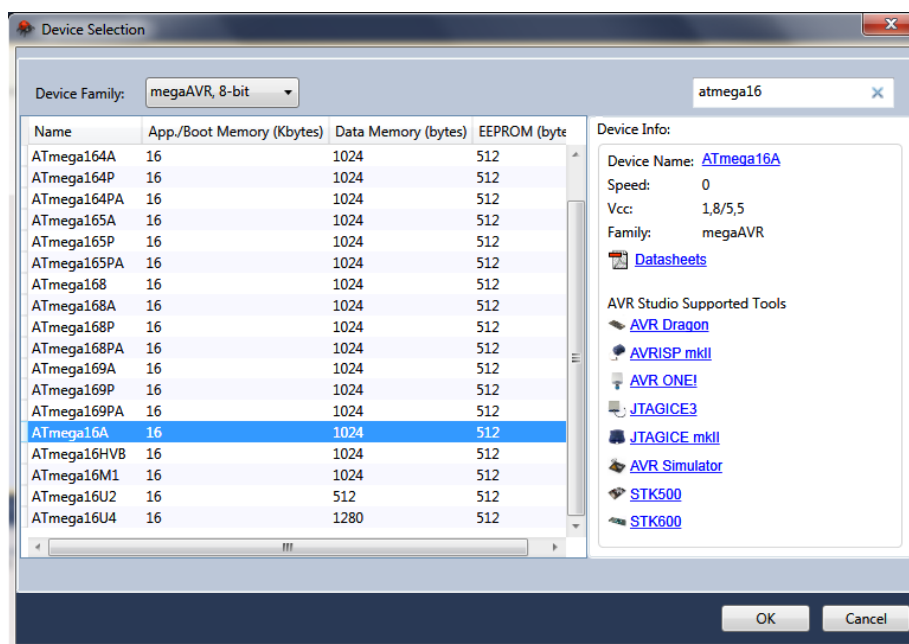 Device Selection
Device Family: megaAVR, 8-bit atmega16
Name App./Boot Memory (Kbytes) Data Memory (bytes) EEPROM (byte
ATmega164A 16 1024 512
ATmega164P 16 1024 512
ATmega164PA 16 1024 512
ATmega165A 16 1024 512
ATmega165P 16 1024 512
ATmega165PA 16 1024 512
ATmega168 16 1024 512
ATmega168A 16 1024 512
ATmega168P 16 1024 512
ATmega168PA 16 1024 512
ATmega169A 16 1024 512
ATmega169P 16 1024 512
ATmega169PA 16 1024 512
ATmega16A 16 1024 512
ATmega16HVB 16 1024 512
ATmega16M1 16 1024 512
ATmega16U2 16 512 512
ATmega16U4 16 1280 512
Device Info:
Device Name: ATmega16A
Speed: 0
Vcc: 1,8/5,5
Family: megaAVR
Datasheets
AVR Studio Supported Tools
AVR Dragon
AVRISP mkII
AVR ONE!
JTAGICE3
JTAGICE mkII
AVR Simulator
STK500
STK600
OK Cancel